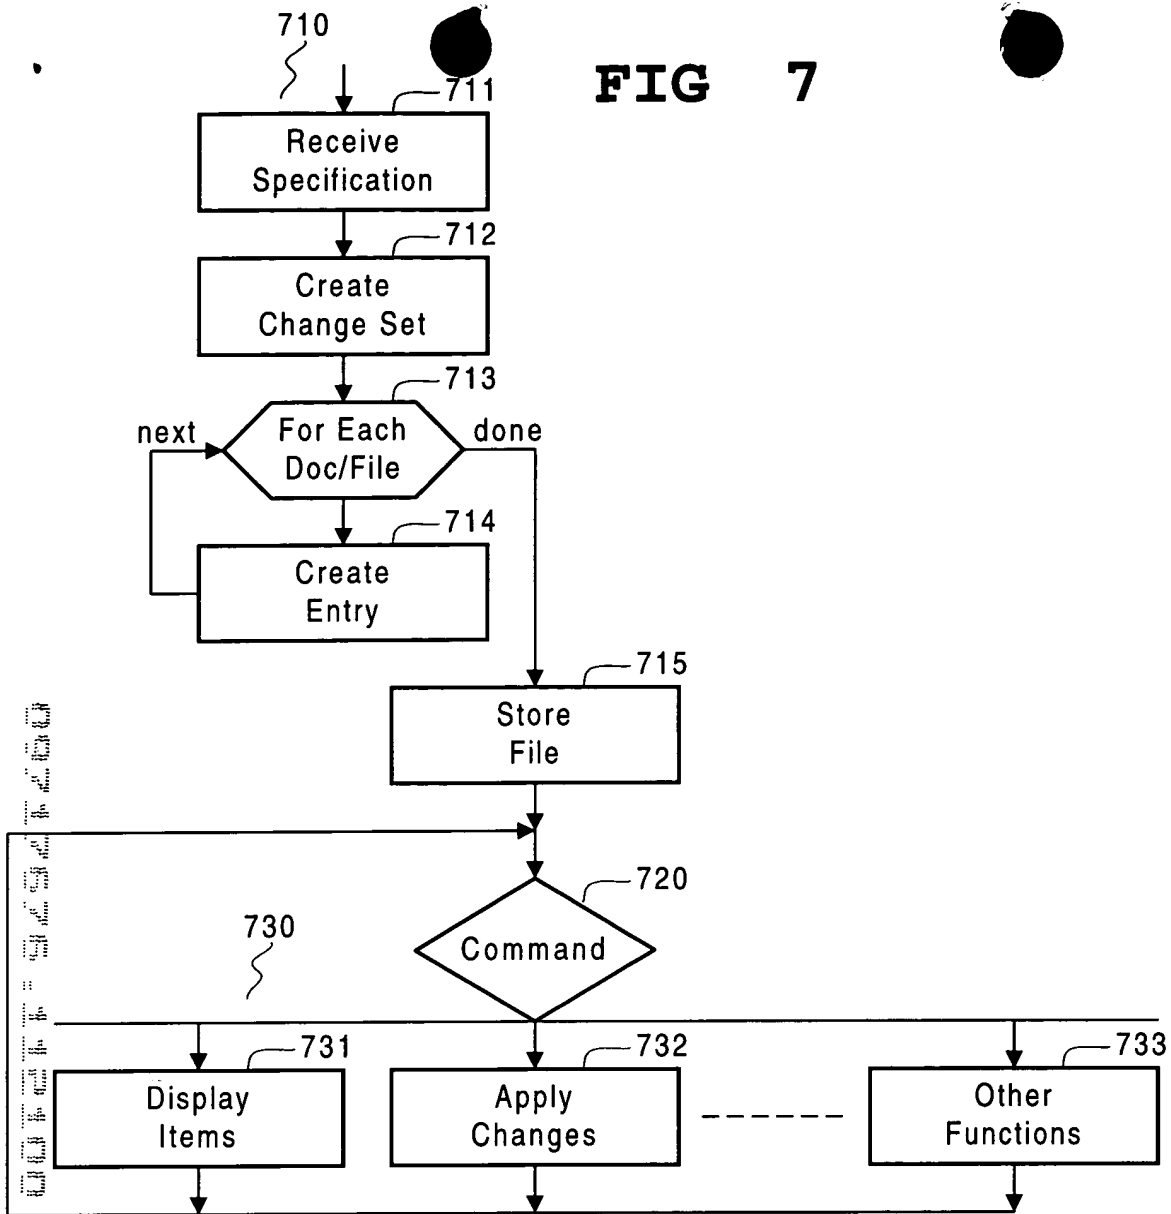 710
FIG 7
711
Receive
Specification
712
Create
Change Set
713
next
For Each
Doc/File
done
714
Create
Entry
715
Store
File
720
Command
730
731
Display
Items
732
Apply
Changes
733
Other
Functions